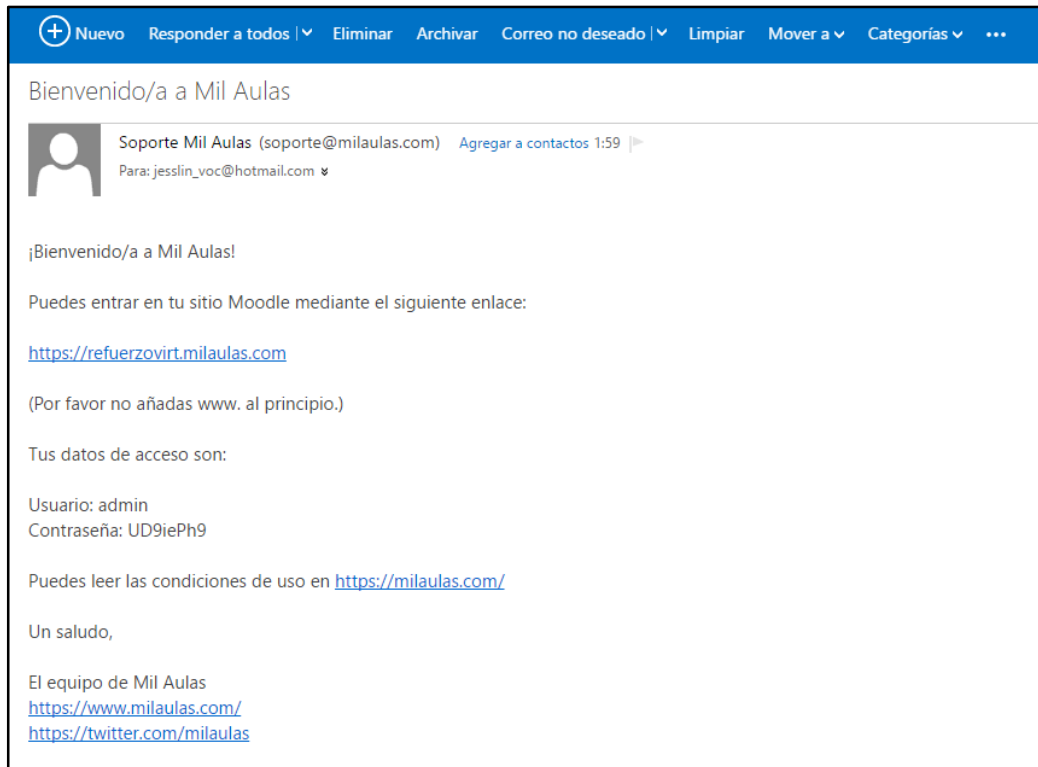 Nuevo Responder a todos Eliminar Archivar Correo no deseado Limpiar Mover a Categorías •••
Bienvenido/a a Mil Aulas
Soporte Mil Aulas (soporte@milaulas.com) Agregar a contactos 1:59
Para: jesslin_voc@hotmail.com
¡Bienvenido/a a Mil Aulas!
Puedes entrar en tu sitio Moodle mediante el siguiente enlace:
https://refuerzovirt.milaulas.com
(Por favor no añadas www. al principio.)
Tus datos de acceso son:
Usuario: admin
Contraseña: UD9iePh9
Puedes leer las condiciones de uso en https://milaulas.com/
Un saludo,
El equipo de Mil Aulas
https://www.milaulas.com/
https://twitter.com/milaulas